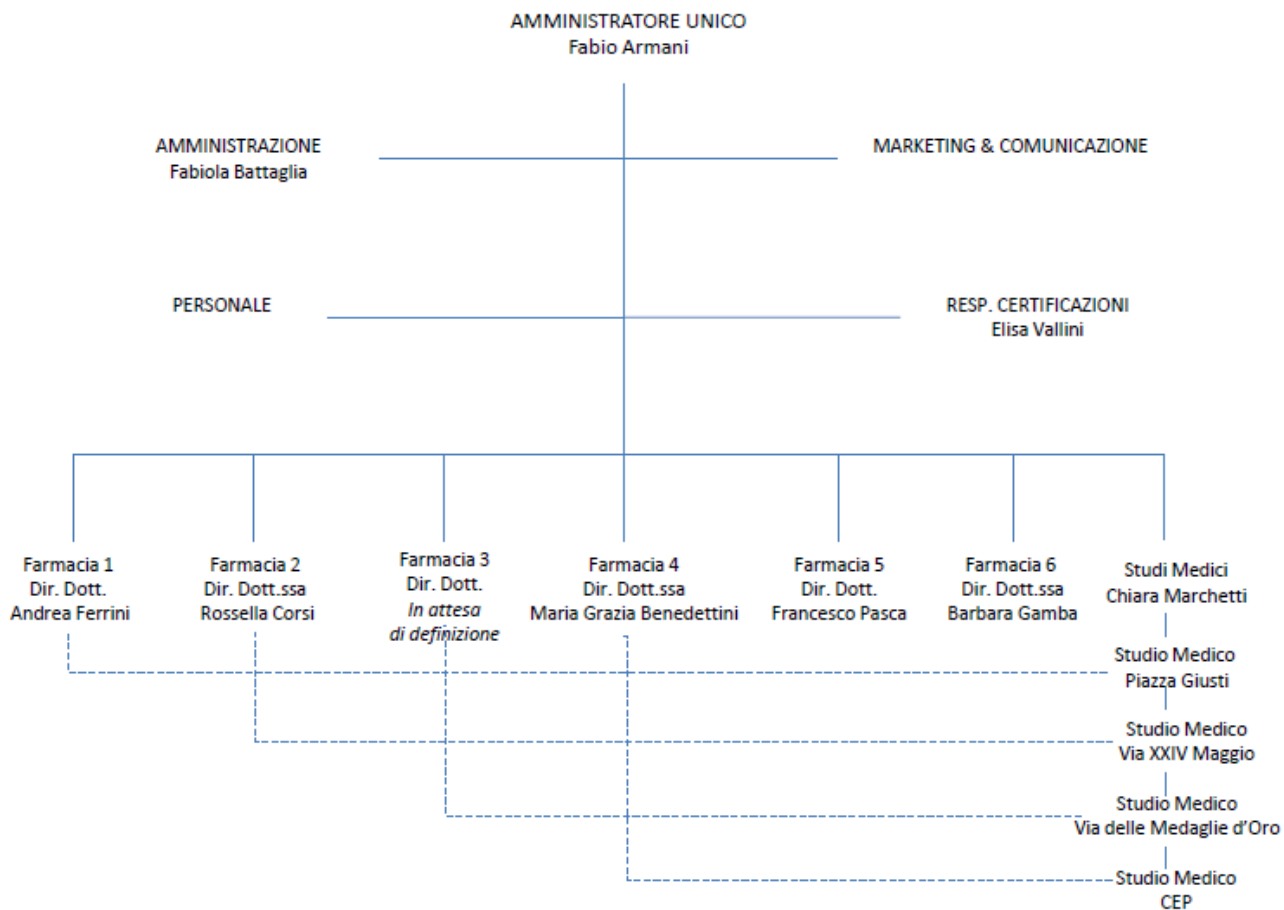 AMMINISTRATORE UNICO
Fabio Armani
AMMINISTRAZIONE
Fabiola Battaglia
MARKETING & COMUNICAZIONE
PERSONALE
RESP. CERTIFICAZIONI
Elisa Vallini
Farmacia 1
Dir. Dott.
Andrea Ferrini
Farmacia 2
Dir. Dott.ssa
Rossella Corsi
Farmacia 3
Dir. Dott.
In attesa
di definizione
Farmacia 4
Dir. Dott.ssa
Maria Grazia Benedettini
Farmacia 5
Dir. Dott.
Francesco Pasca
Farmacia 6
Dir. Dott.ssa
Barbara Gamba
Studi Medici
Chiara Marchetti
Studio Medico
Piazza Giusti
Studio Medico
Via XXIV Maggio
Studio Medico
Via delle Medaglie d’Oro
Studio Medico
CEP